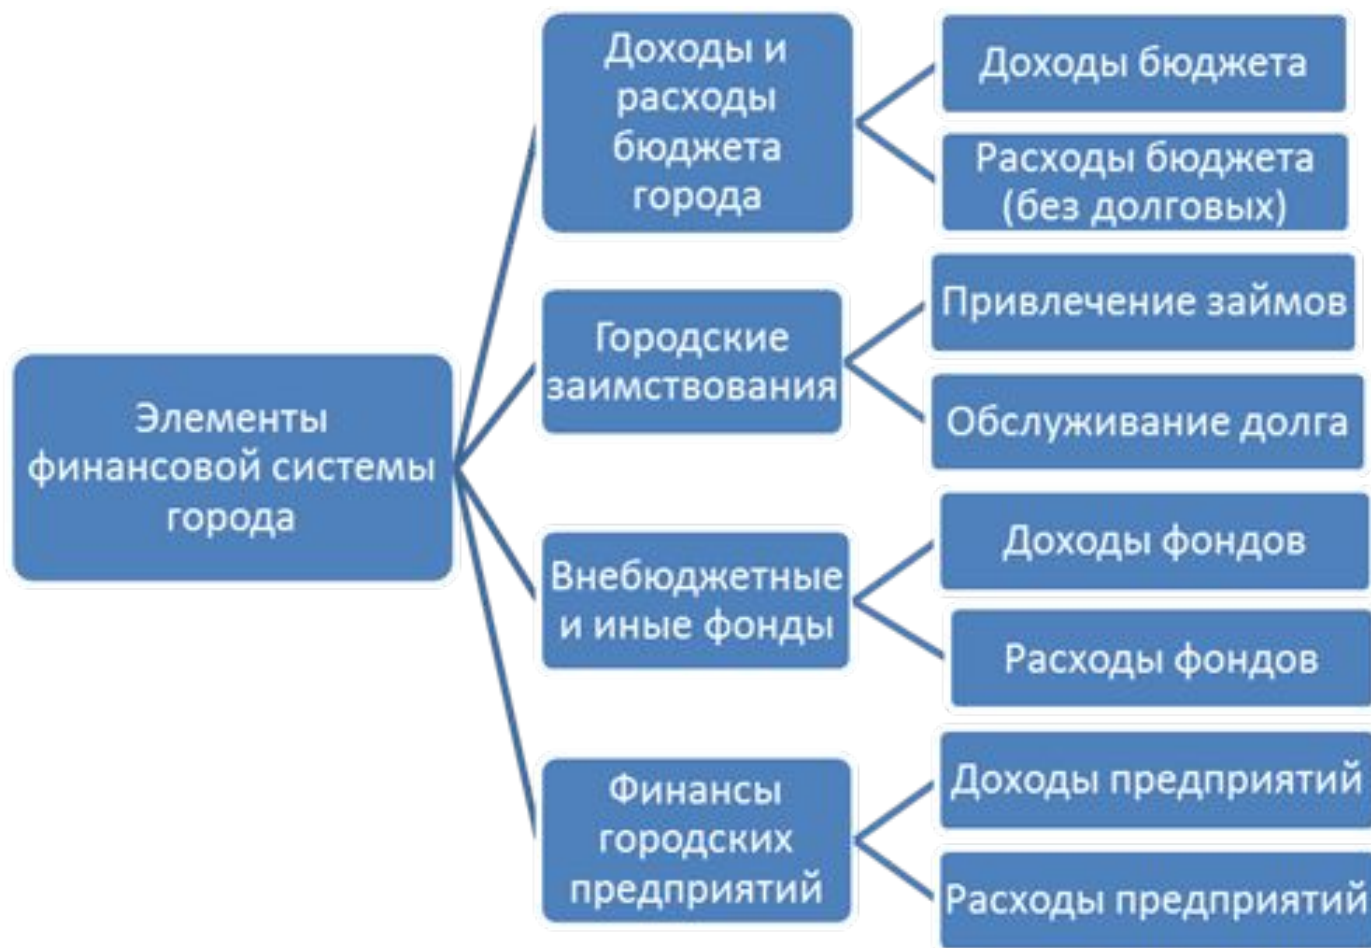 Элементы
финансовой системы
города
Доходы и
расходы
бюджета
города
Доходы бюджета
Расходы бюджета
(без долговых)
Городские
заимствования
Привлечение займов
Обслуживание долга
Внебюджетные
и иные фонды
Доходы фондов
Расходы фондов
Финансы
городских
предприятий
Доходы предприятий
Расходы предприятий